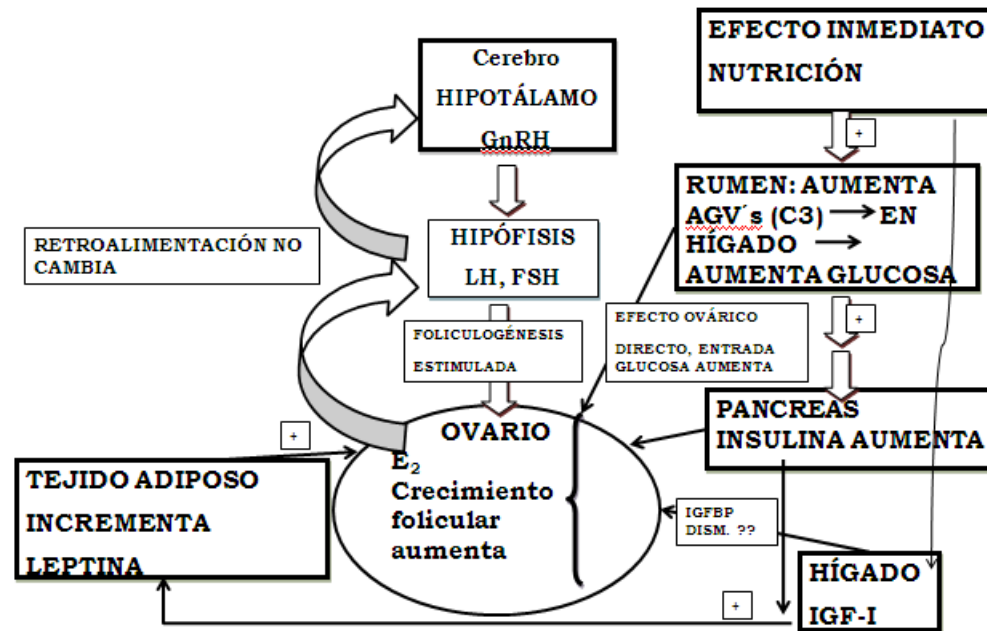 EFECTO INMEDIATO
NUTRICIÓN
Cerebro
HIPOTÁLAMO
GnRH
+
RUMEN: AUMENTA
AGV´s (C3) → EN
HÍGADO →
AUMENTA GLUCOSA
RETROALIMENTACIÓN NO
CAMBIA
HIPÓFISIS
LH, FSH
+
FOLICULOGÉNESIS
ESTIMULADA
EFECTO OVÁRICO
DIRECTO, ENTRADA
GLUCOSA AUMENTA
PANCREAS
INSULINA AUMENTA
OVARIO
E₂
Crecimiento
folicular
aumenta
+
TEJIDO ADIPOSO
INCREMENTA
LEPTINA
IGFBP
DISM. ??
HÍGADO
IGF-I
+